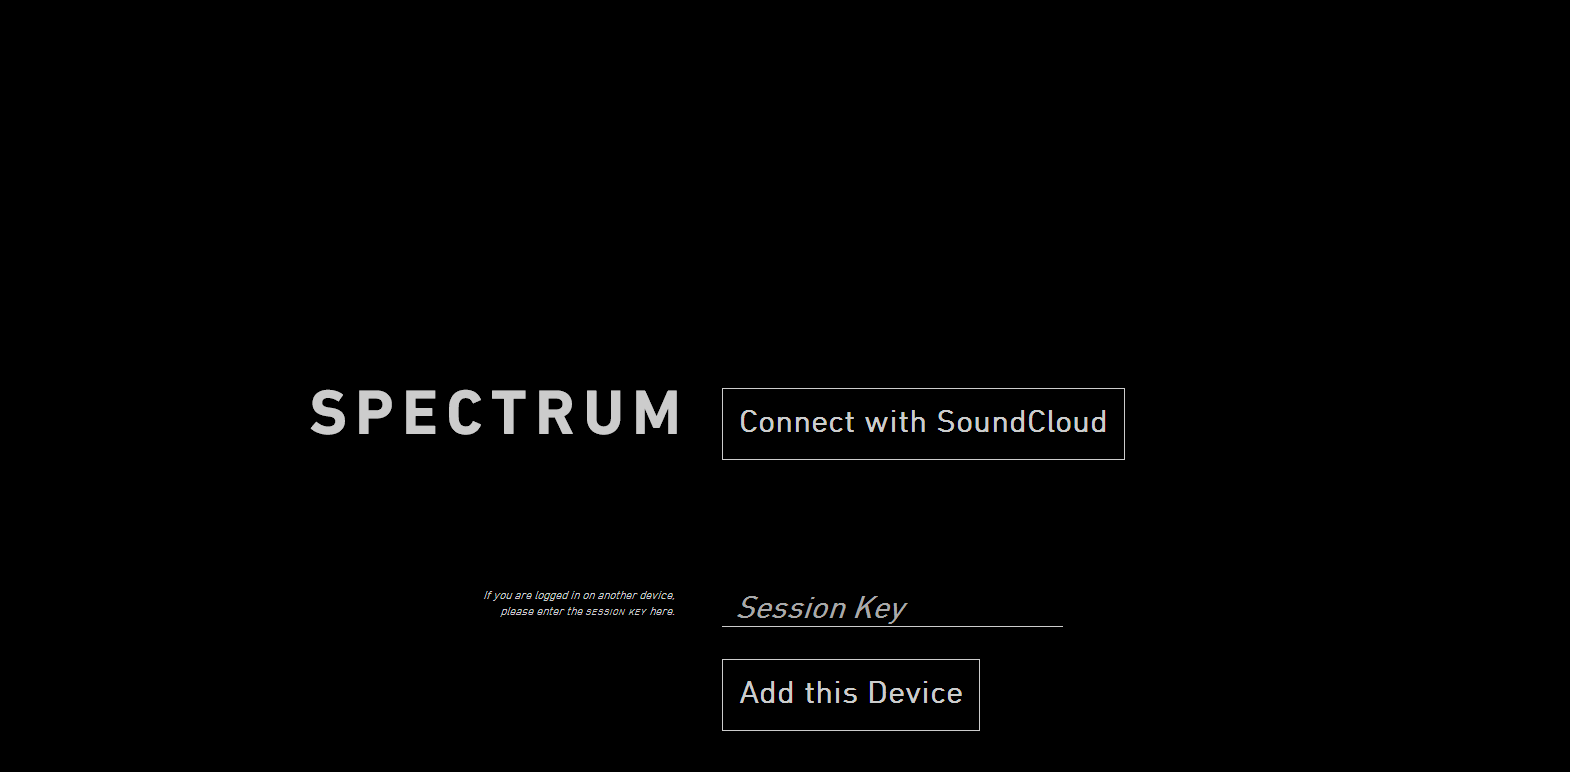 SPECTRUM
Connect with SoundCloud
If you are logged in on another device,
please enter the SESSION KEY here.
Session Key
Add this Device